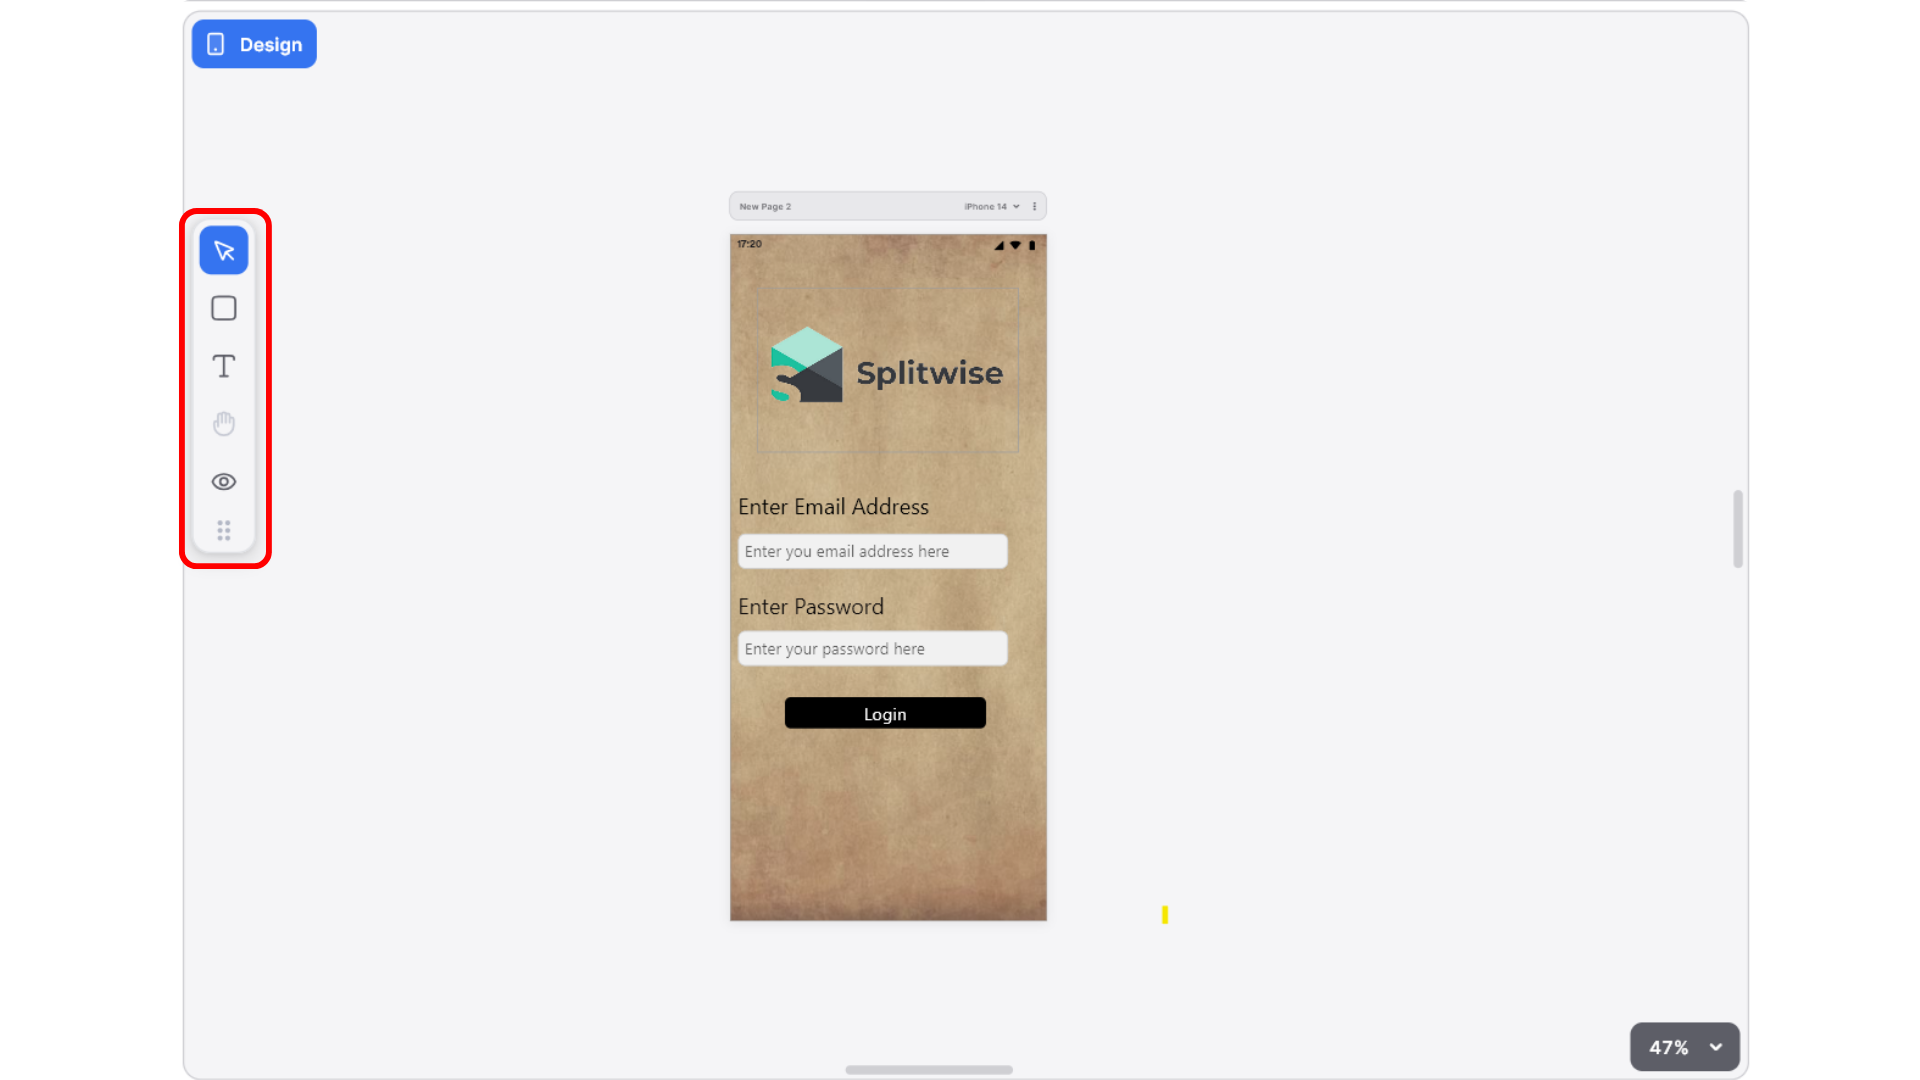 Design
New Page 2
iPhone 14
17:20
Splitwise
Enter Email Address
Enter you email address here
Enter Password
Enter your password here
Login
47%